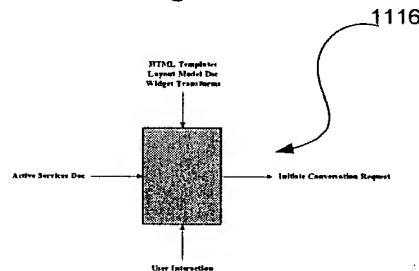 1116
HTML Templates
Layout Model Doc
Widget Transforms
Active Services Doc
Initiate Conversation Request
User Interaction